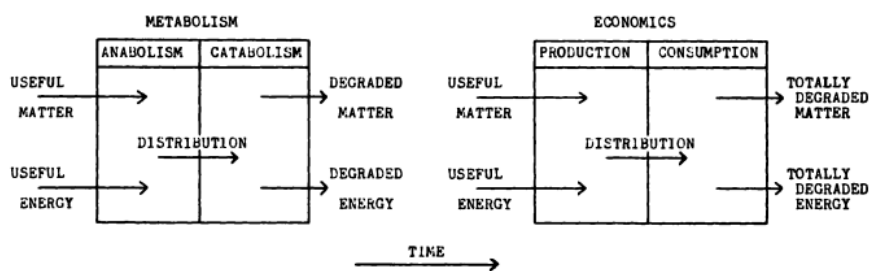 METABOLISM
ANABOLISM CATABOLISM
USEFUL
MATTER
DEGRADED
MATTER
DISTRIBUTION
USEFUL
ENERGY
DEGRADED
ENERGY
ECONOMICS
PRODUCTION CONSUMPTION
USEFUL
MATTER
TOTALLY
DEGRADED
MATTER
DISTRIBUTION
USEFUL
ENERGY
TOTALLY
DEGRADED
ENERGY
TIME